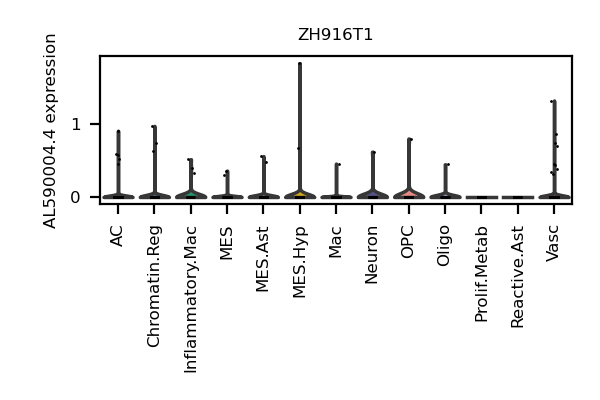 ZH916T1
AL590004.4 expression
1
0
AC
Chromatin.Reg
Inflammatory.Mac
MES
MES.Ast
MES.Hyp
Mac
Neuron
OPC
Oligo
Prolif.Metab
Reactive.Ast
Vasc